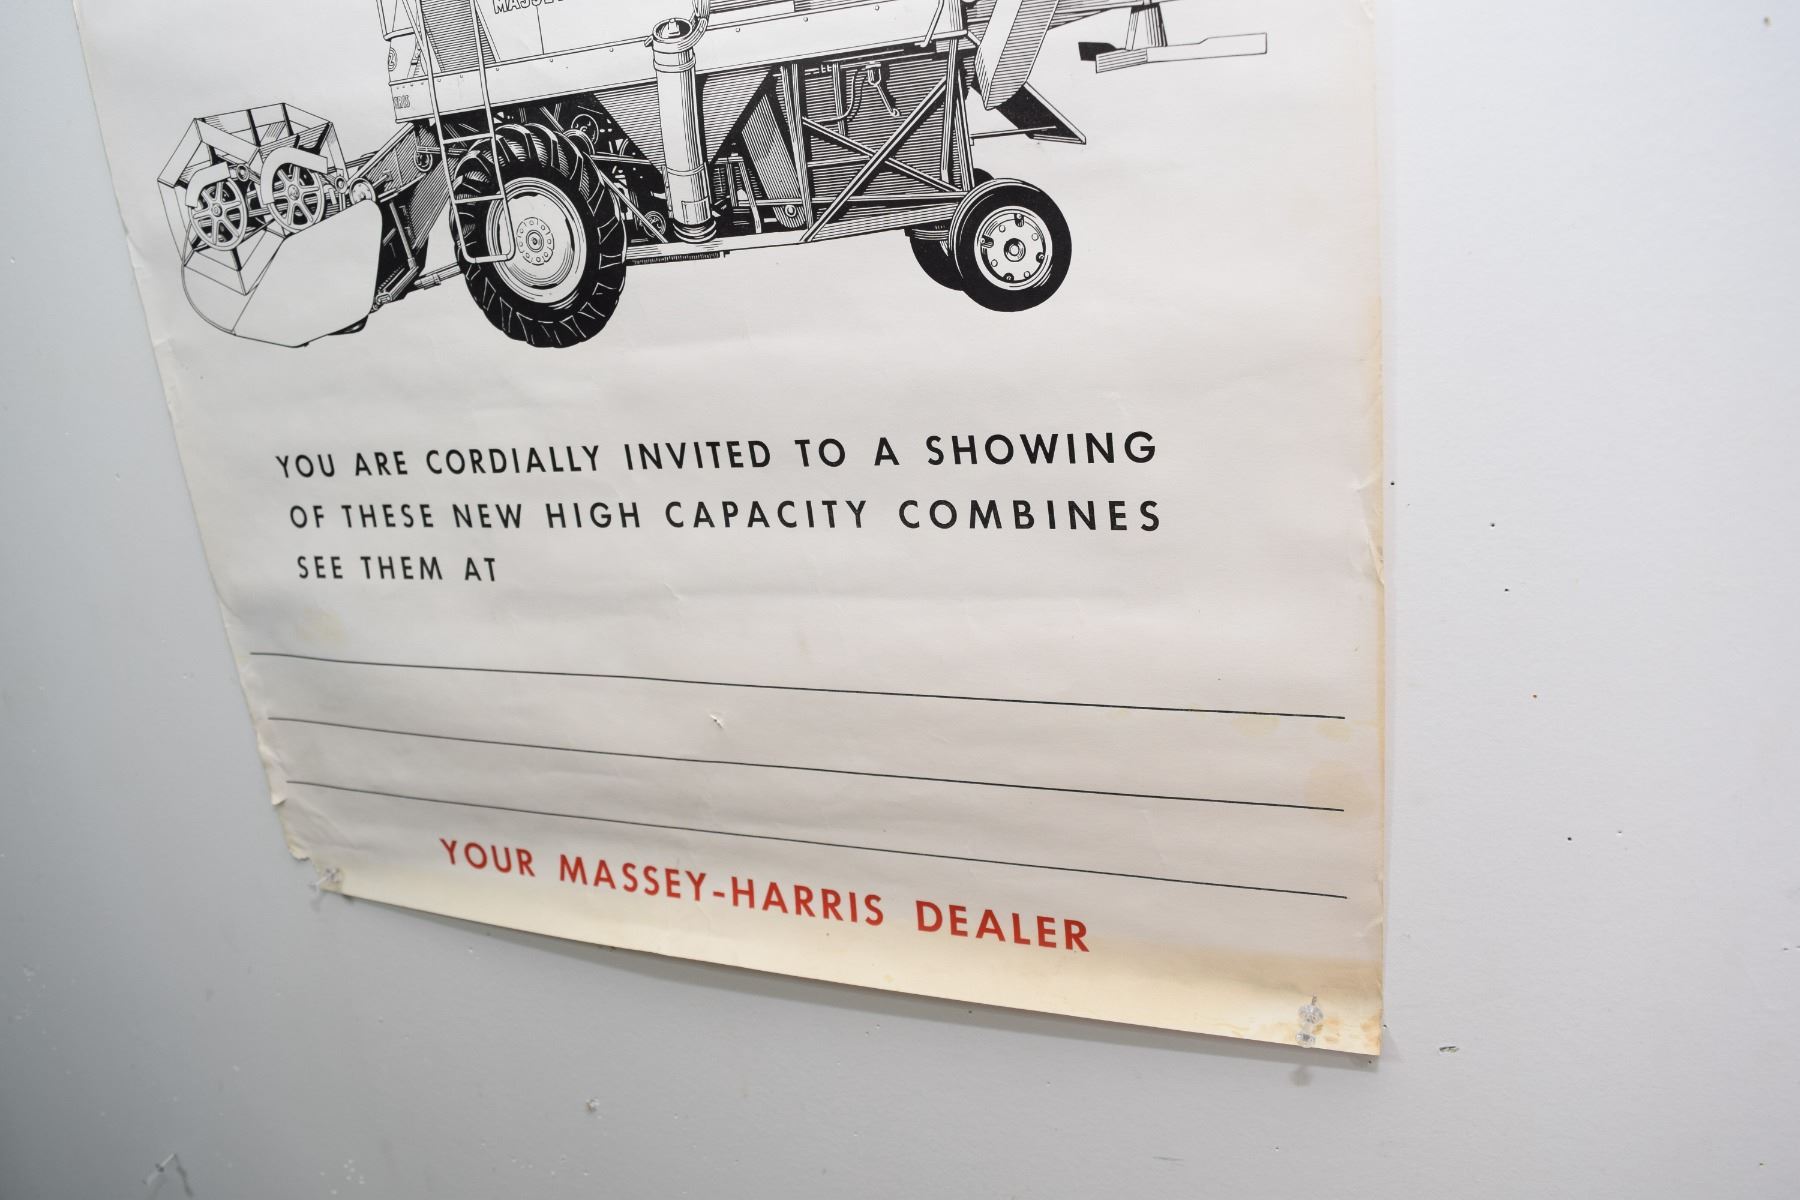 YOU ARE CORDIALLY INVITED TO A SHOWING
OF THESE NEW HIGH CAPACITY COMBINES
SEE THEM AT
YOUR MASSEY-HARRIS DEALER